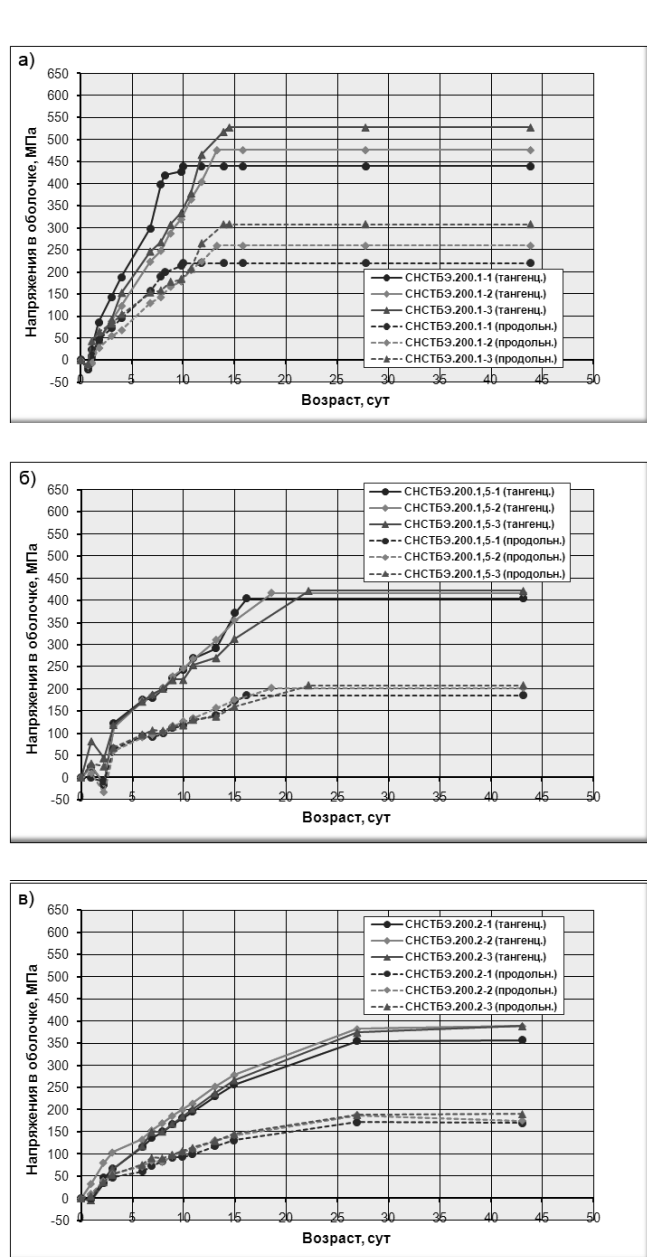 а)
Напряжения в оболочке, МПа
650
600
550
500
450
400
350
300
250
200
150
100
50
0
-50
0 5 10 15 20 25 30 35 40 45 50
Возраст, сут
СНСТБЭ.200.1-1 (тангенц.)
СНСТБЭ.200.1-2 (тангенц.)
СНСТБЭ.200.1-3 (тангенц.)
СНСТБЭ.200.1-1 (продольн.)
СНСТБЭ.200.1-2 (продольн.)
СНСТБЭ.200.1-3 (продольн.)
б)
Напряжения в оболочке, МПа
650
600
550
500
450
400
350
300
250
200
150
100
50
0
-50
0 5 10 15 20 25 30 35 40 45 50
Возраст, сут
СНСТБЭ.200.1,5-1 (тангенц.)
СНСТБЭ.200.1,5-2 (тангенц.)
СНСТБЭ.200.1,5-3 (тангенц.)
СНСТБЭ.200.1,5-1 (продольн.)
СНСТБЭ.200.1,5-2 (продольн.)
СНСТБЭ.200.1,5-3 (продольн.)
в)
Напряжения в оболочке, МПа
650
600
550
500
450
400
350
300
250
200
150
100
50
0
-50
0 5 10 15 20 25 30 35 40 45 50
Возраст, сут
СНСТБЭ.200.2-1 (тангенц.)
СНСТБЭ.200.2-2 (тангенц.)
СНСТБЭ.200.2-3 (тангенц.)
СНСТБЭ.200.2-1 (продольн.)
СНСТБЭ.200.2-2 (продольн.)
СНСТБЭ.200.2-3 (продольн.)